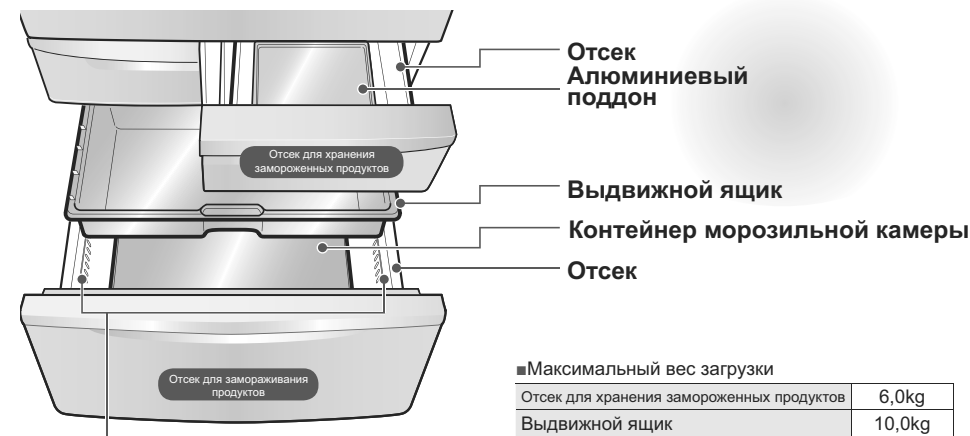 Отсек
Алюминиевый
поддон
Отсек для хранения
замороженных продуктов
Выдвижной ящик
Контейнер морозильной камеры
Отсек
Отсек для замораживания
продуктов
■Максимальный вес загрузки
Отсек для хранения замороженных продуктов 6,0kg
Выдвижной ящик 10,0kg